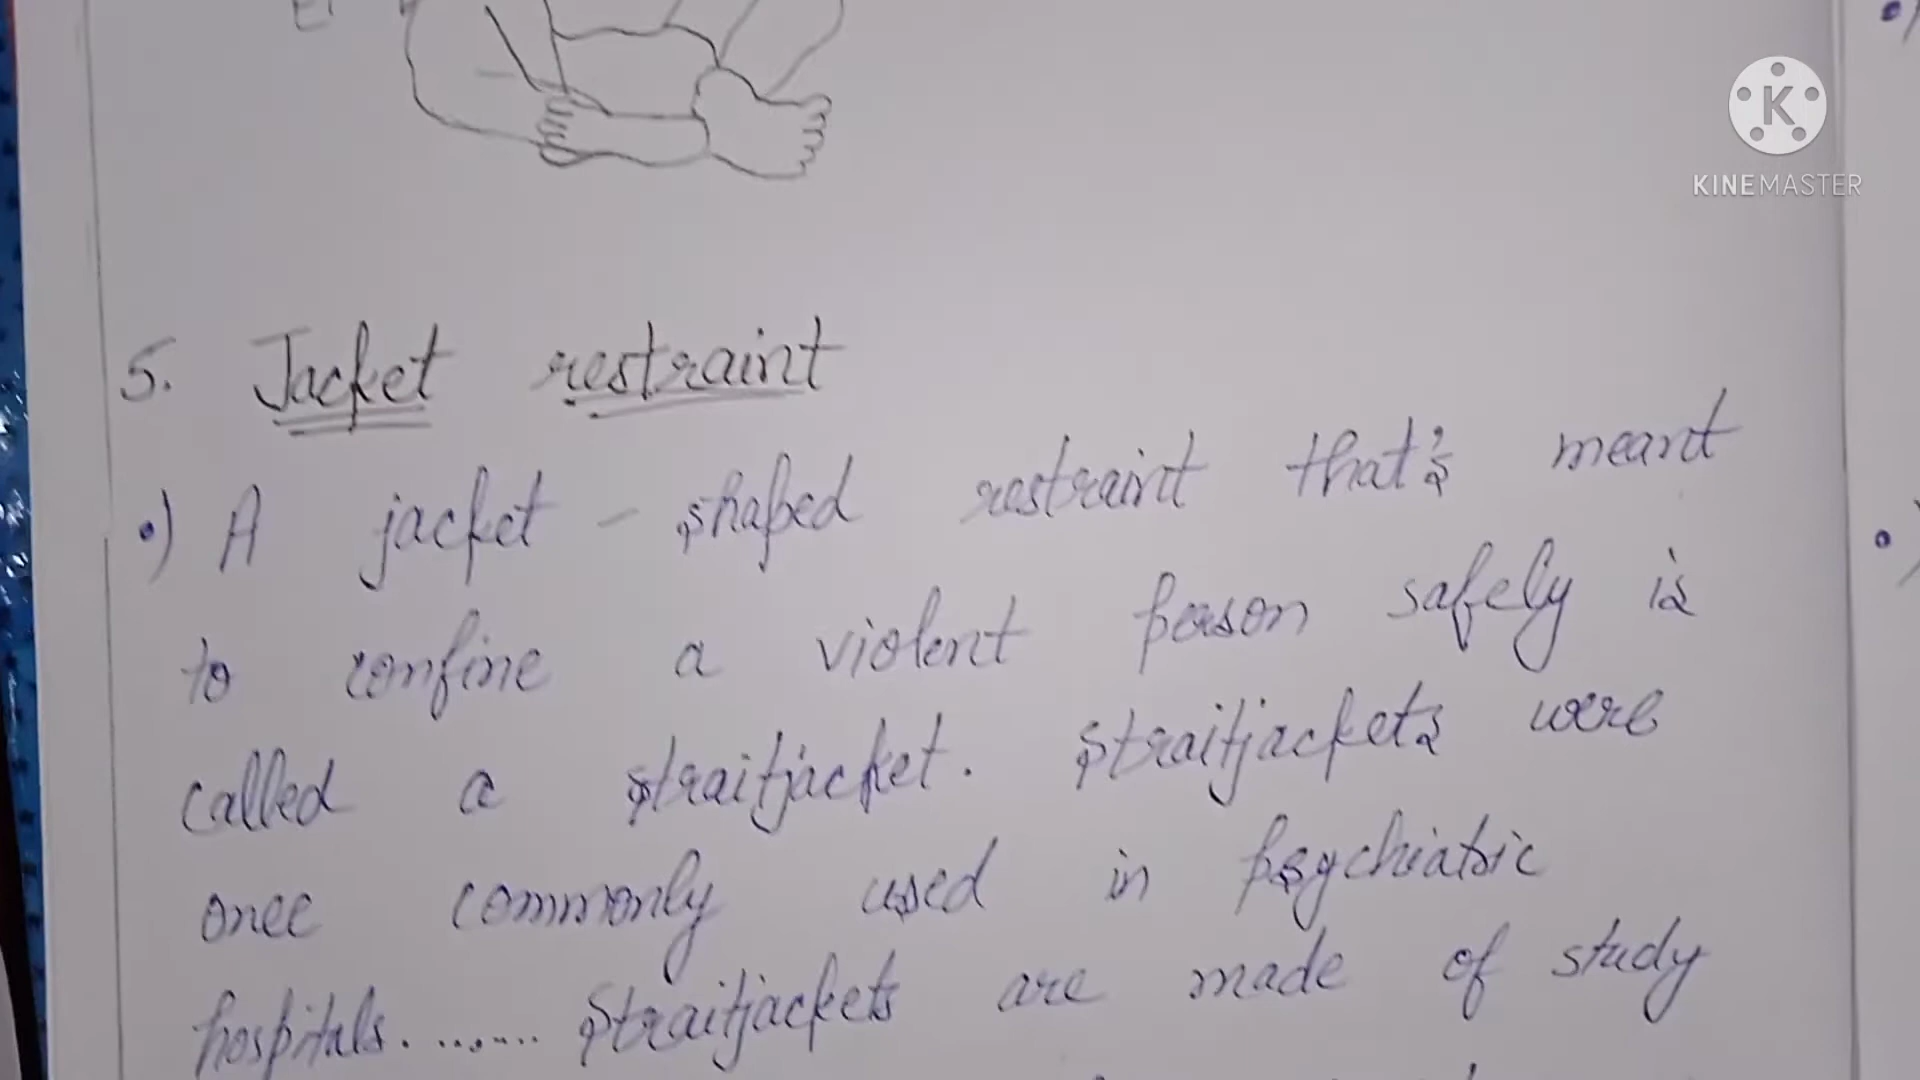 K
KINEMASTER
5. Jacket restraint
•) A jacket - shaped restraint that's meant
to confine a violent person safely is
called a straitjacket. Straitjackets were
once commonly used in psychiatric
hospitals........ Straitjackets are made of study